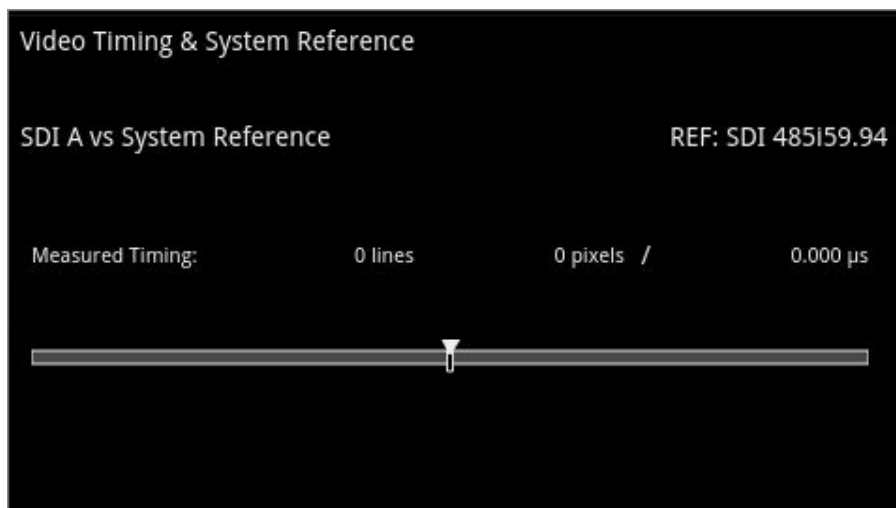 Video Timing & System Reference
SDI A vs System Reference REF: SDI 485i59.94
Measured Timing: 0 lines 0 pixels / 0.000 µs